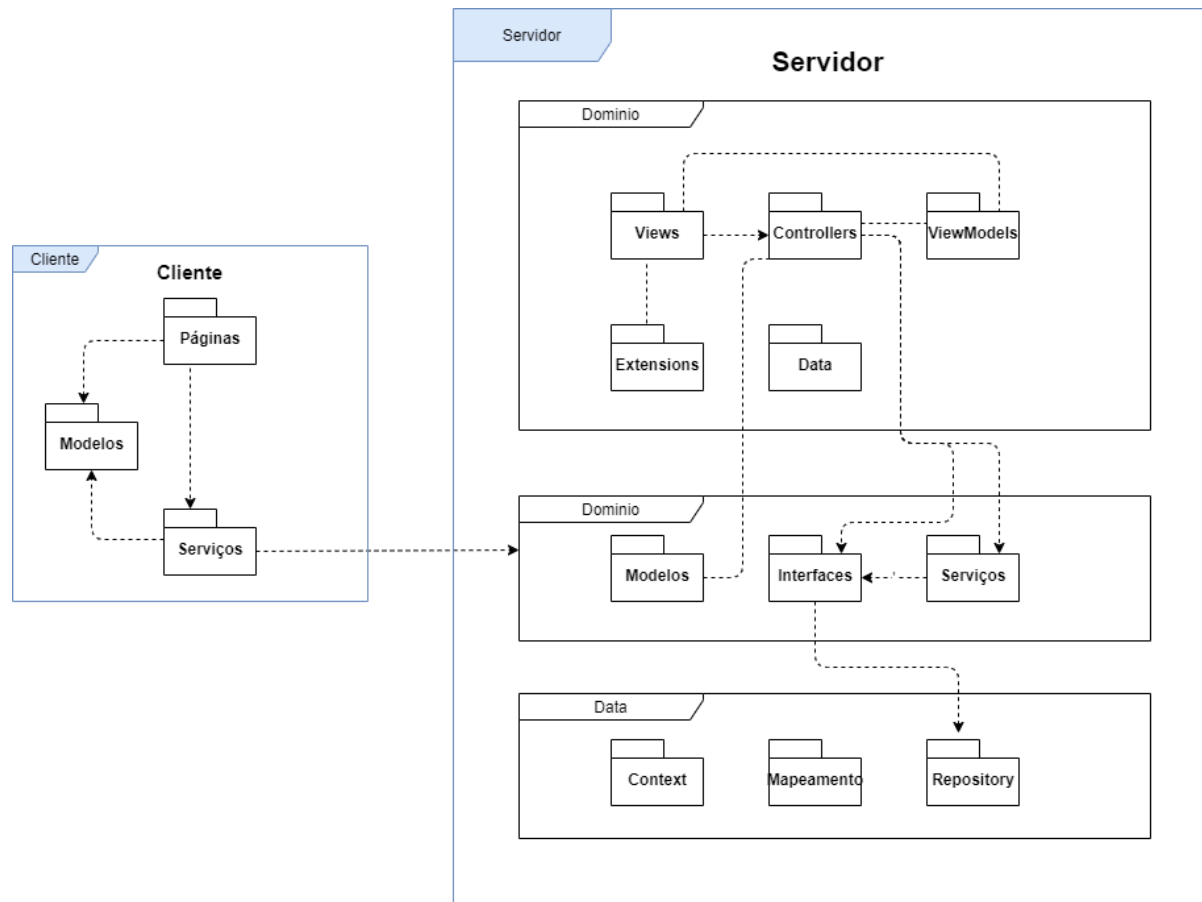 Servidor
Servidor
Dominio
Views
Controllers
ViewModels
Extensions
Data
Cliente
Cliente
Páginas
Modelos
Serviços
Dominio
Modelos
Interfaces
Serviços
Data
Context
Mapeamento
Repository